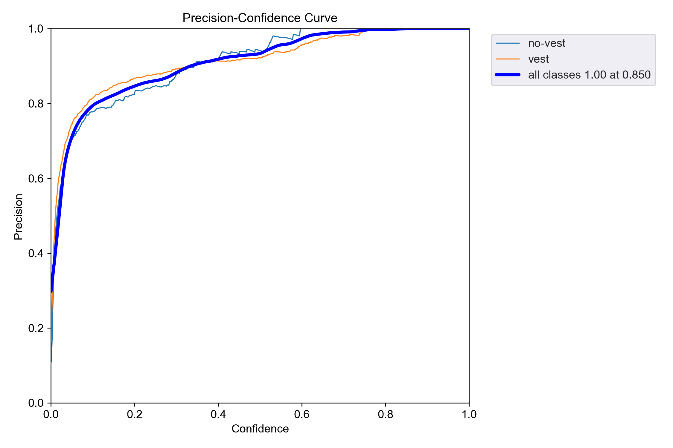 Precision-Confidence Curve
no-vest
vest
all classes 1.00 at 0.850
1.0
0.8
0.6
0.4
0.2
0.0
Precision
0.0 0.2 0.4 0.6 0.8 1.0
Confidence